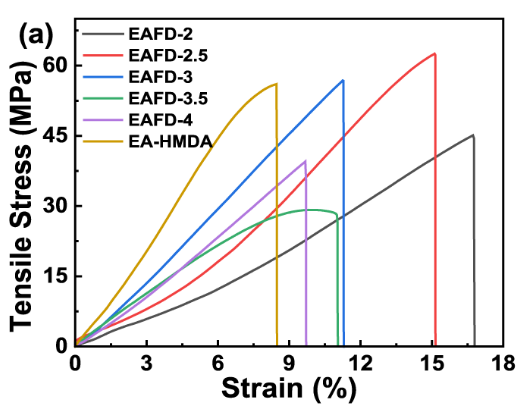 (a)
EAFD-2
EAFD-2.5
EAFD-3
EAFD-3.5
EAFD-4
EA-HMDA
Tensile Stress (MPa)
60
45
30
15
0
0 3 6 9 12 15 18
Strain (%)